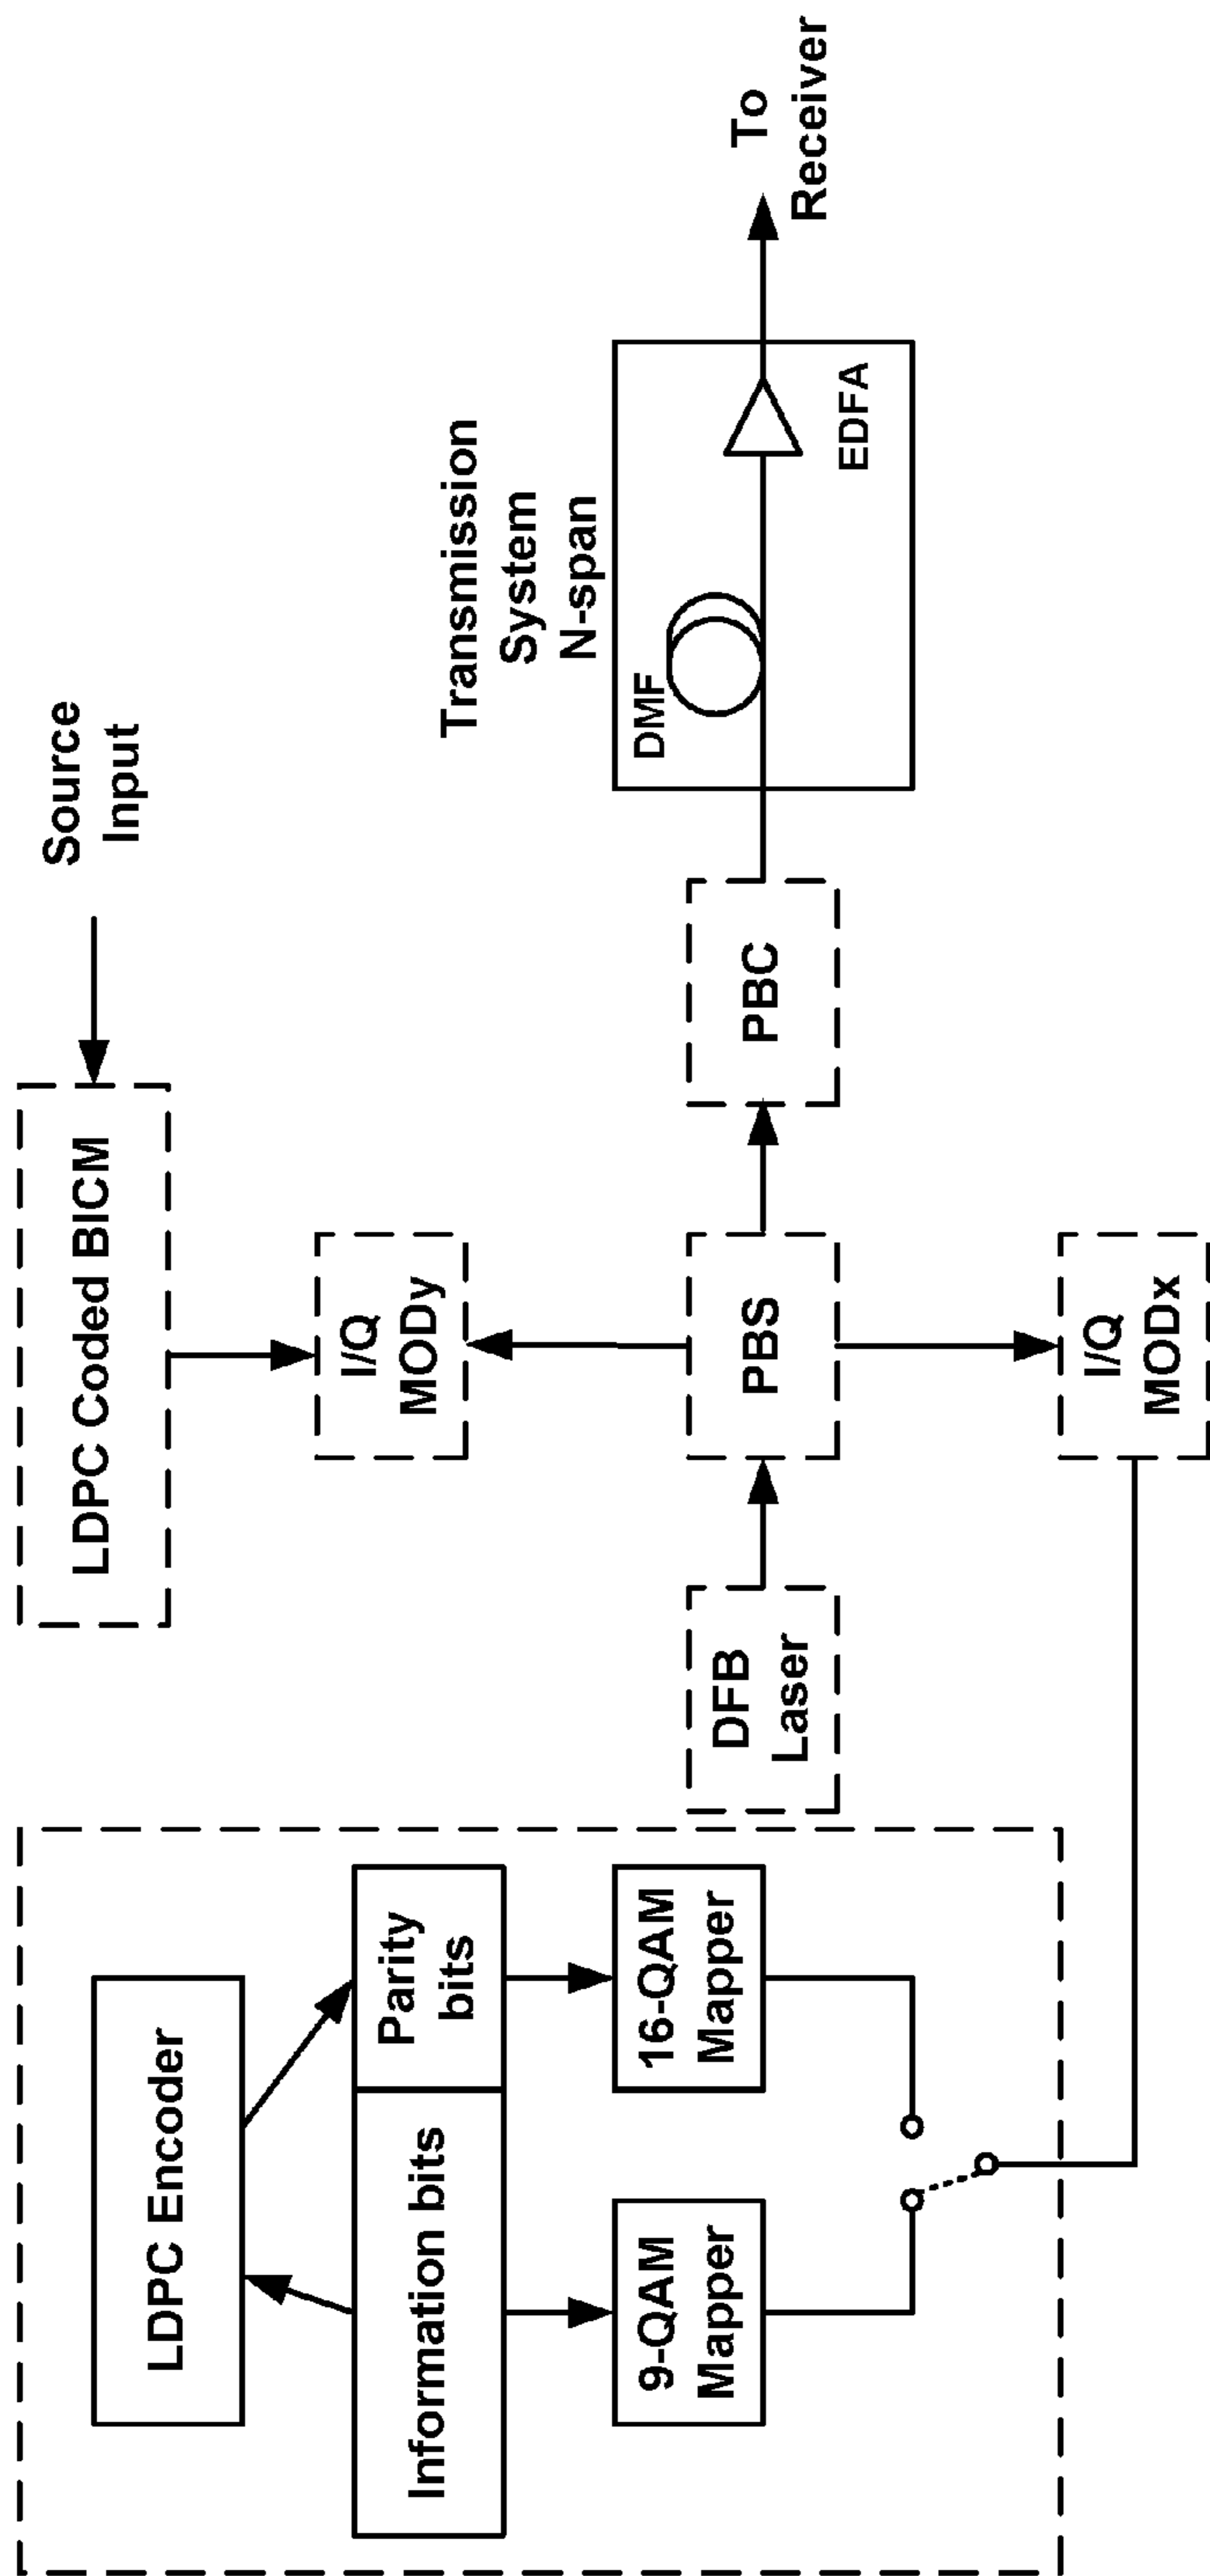 LDPC Encoder
Information bits
Parity
bits
9-QAM
Mapper
16-QAM
Mapper
LDPC Coded BICM
Source
Input
I/Q
MODy
DFB
Laser
PBS
PBC
I/Q
MODx
Transmission
System
N-span
DMF
EDFA
To
Receiver